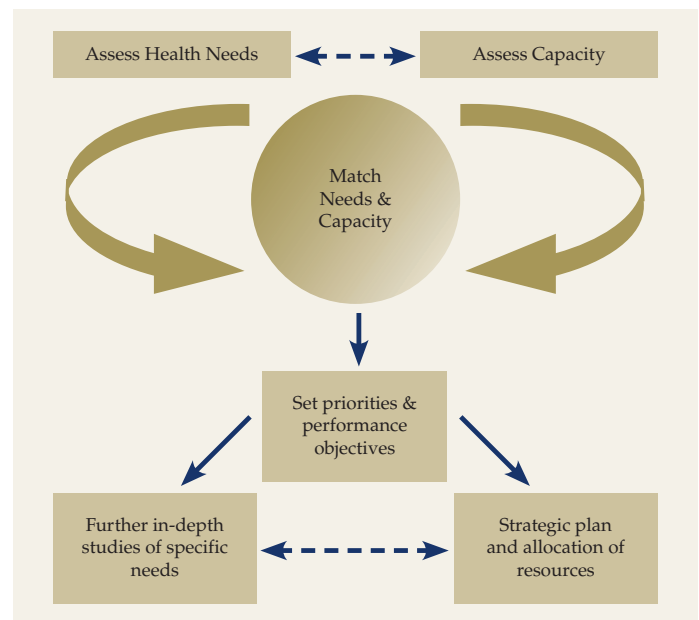 Assess Health Needs
Assess Capacity
Match
Needs &
Capacity
Set priorities &
performance
objectives
Further in-depth
studies of specific
needs
Strategic plan
and allocation of
resources